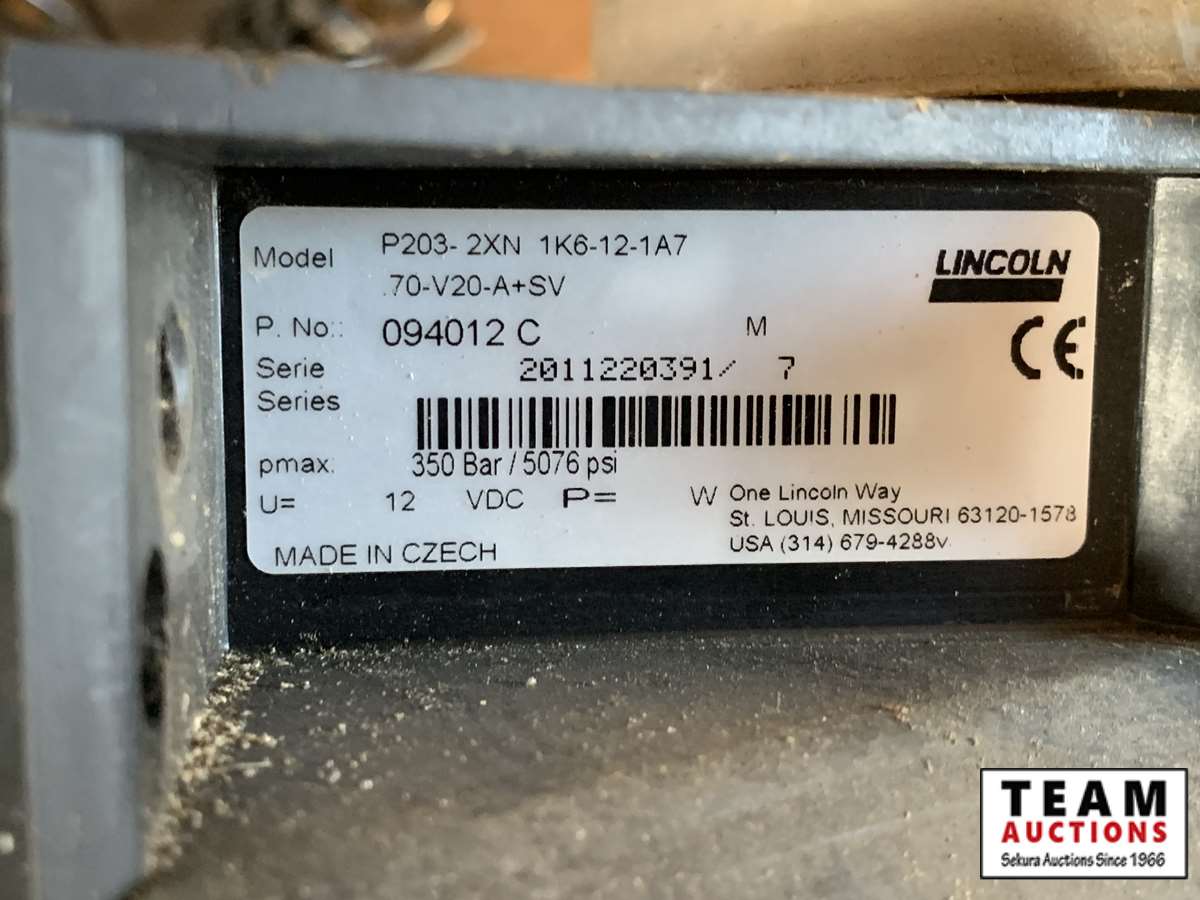 Model P203- 2XN 1K6-12-1A7
.70-V20-A+SV
LINCOLN
P. No:: 094012 C M
CE
Serie 2011220391/ 7
Series
pmax: 350 Bar / 5076 psi
U= 12 VDC P= W One Lincoln Way
St. LOUIS, MISSOURI 63120-1578
MADE IN CZECH USA (314) 679-4288v
TEAM
AUCTIONS
Sekura Auctions Since 1966